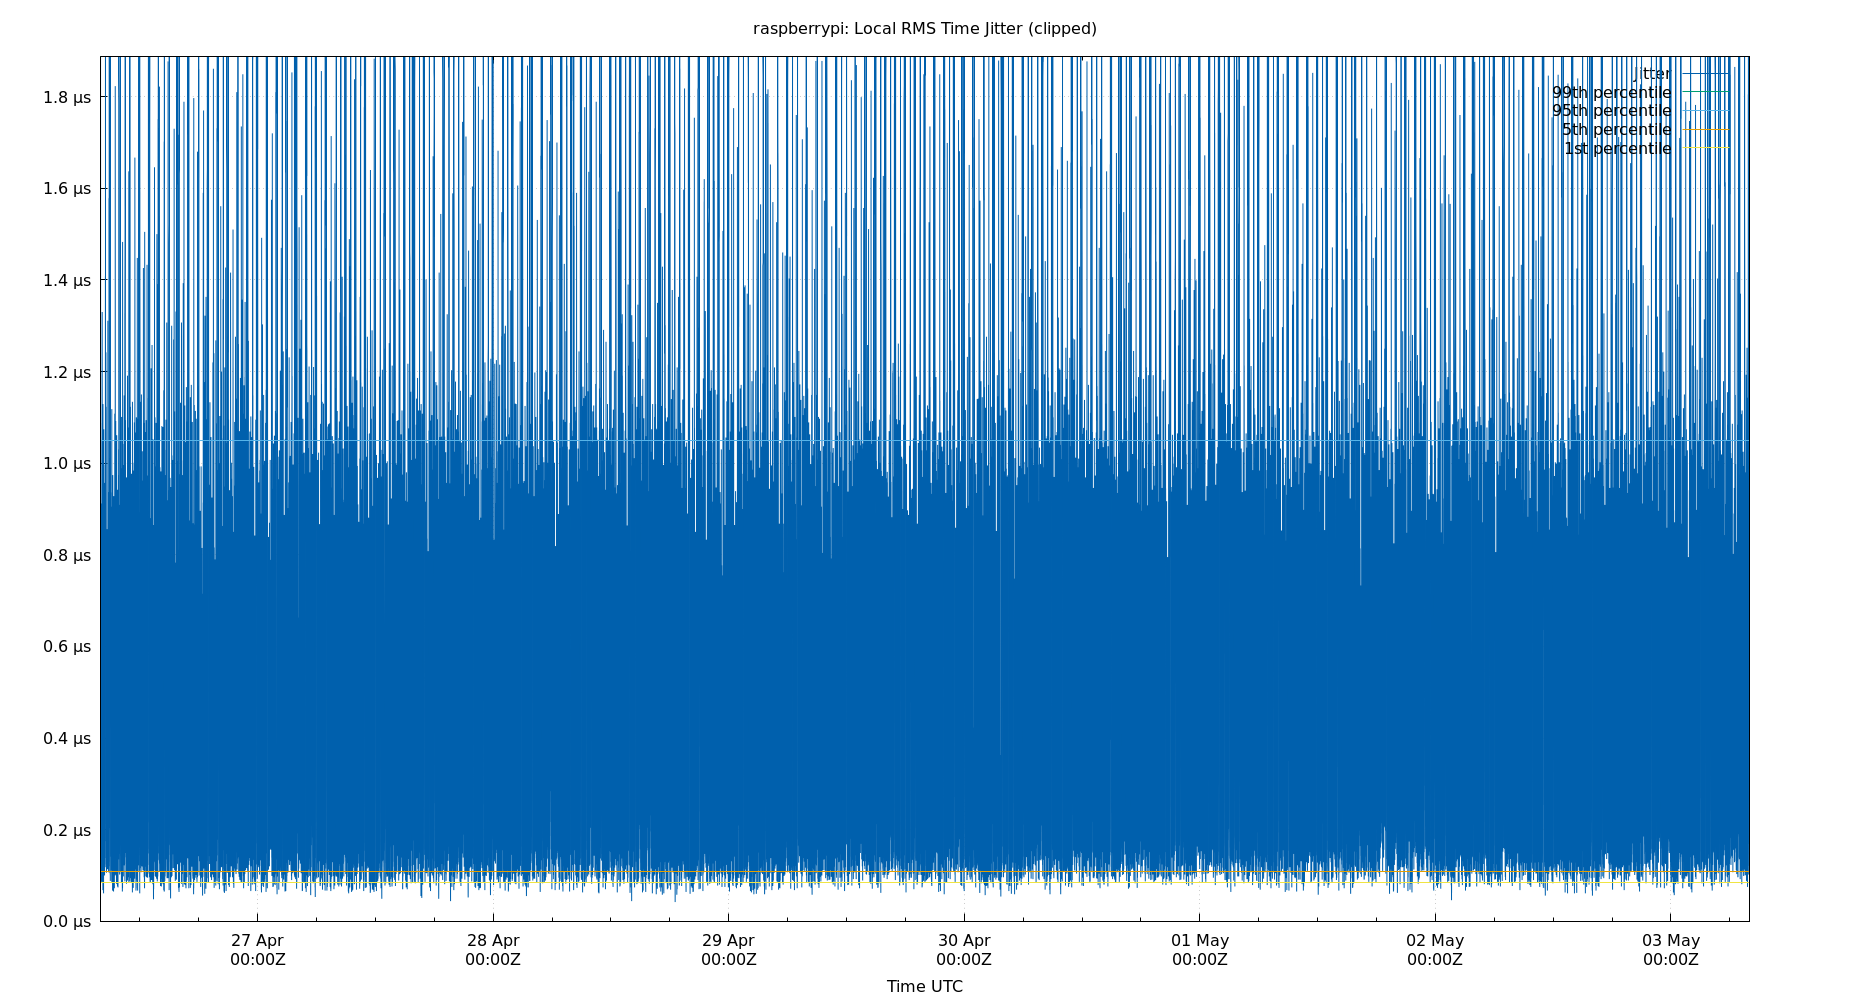 raspberrypi: Local RMS Time Jitter (clipped)
jitter
1.8 µs
99th percentile
95th percentile
5th percentile
1st percentile
1.6 µs
1.4 µs
1.2 µs
1.0 µs
0.8 µs
0.6 µs
0.4 µs
0.2 µs
0.0 µs
27 Apr 28 Apr 29 Apr 30 Apr 01 May 02 May 03 May
00:00Z 00:00Z 00:00Z 00:00Z 00:00Z 00:00Z 00:00Z
Time UTC